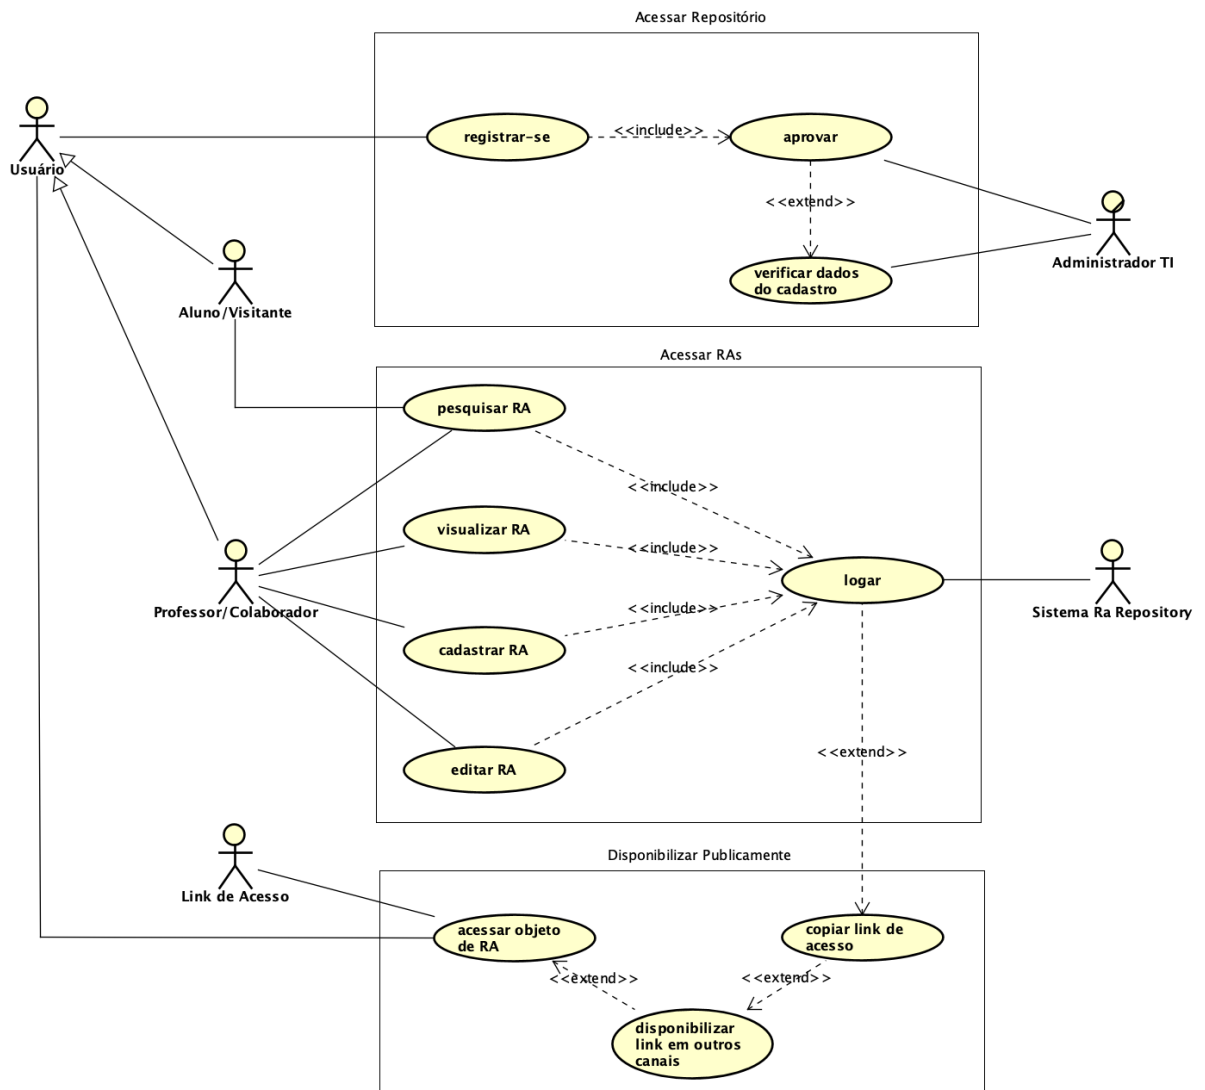 Acessar Repositório
registrar-se
<<include>>
aprovar
Usuário
<<extend>>
Administrador TI
verificar dados
do cadastro
Aluno/Visitante
Acessar RAs
pesquisar RA
<<include>>
visualizar RA
<<include>>
logar
Professor/Colaborador
<<include>>
Sistema Ra Repository
cadastrar RA
<<include>>
<<extend>>
editar RA
Disponibilizar Publicamente
Link de Acesso
acessar objeto
de RA
copiar link de
acesso
<<extend>>
<<extend>>
disponibilizar
link em outros
canais